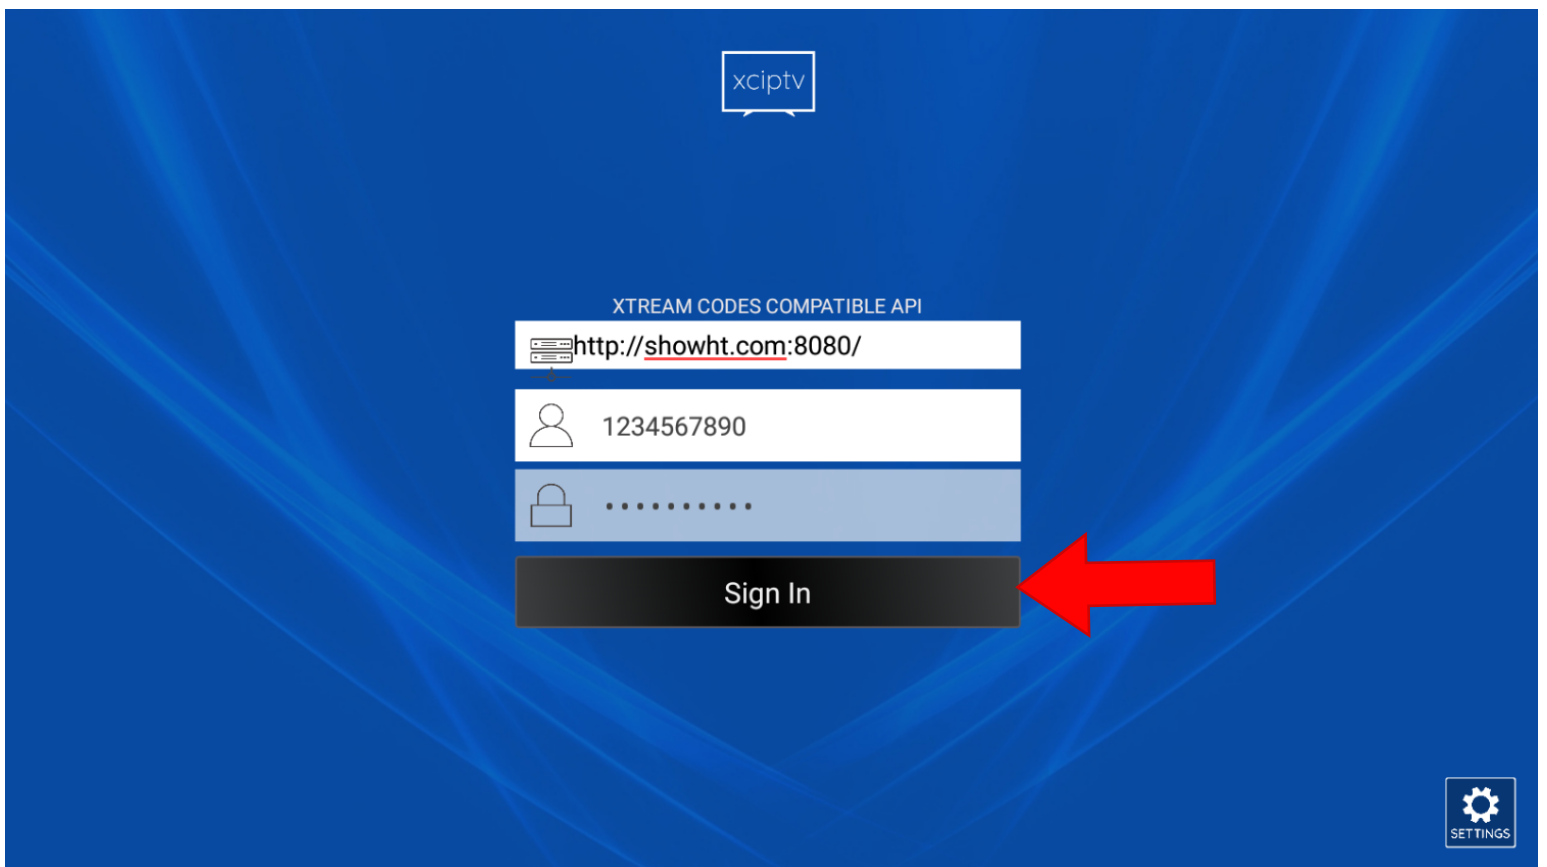 xciptv
XTREAM CODES COMPATIBLE API
http://showht.com:8080/
1234567890
Sign In
SETTINGS